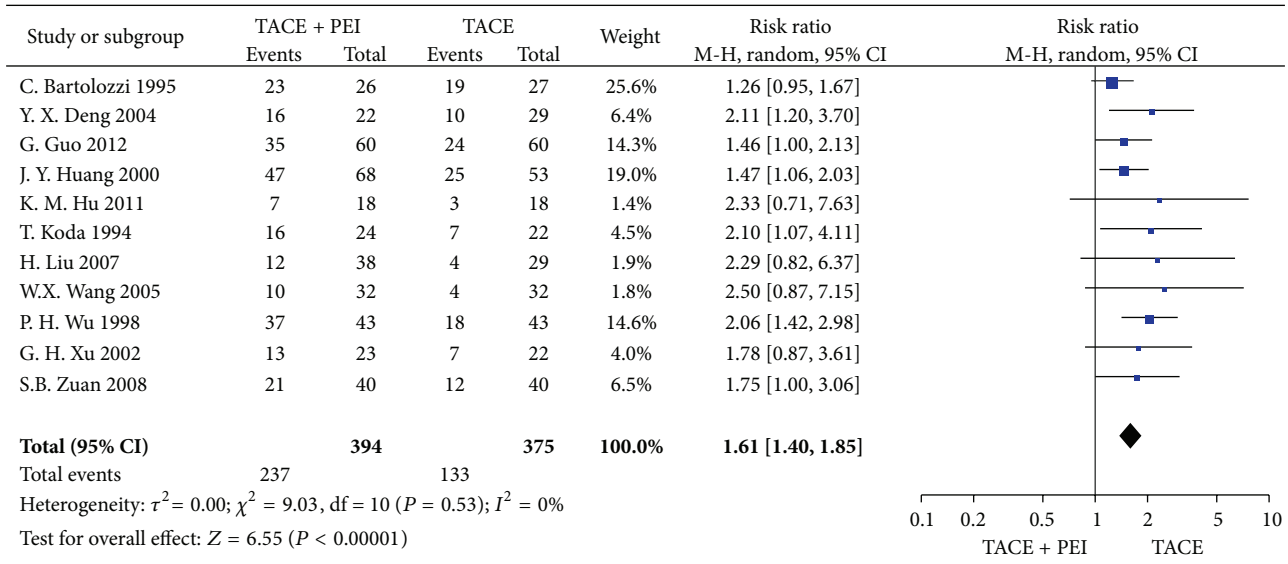 Study or subgroup TACE + PEI TACE Weight Risk ratio Risk ratio
Events Total Events Total M-H, random, 95% CI M-H, random, 95% CI
C. Bartolozzi 1995 23 26 19 27 25.6% 1.26 [0.95, 1.67]
Y. X. Deng 2004 16 22 10 29 6.4% 2.11 [1.20, 3.70]
G. Guo 2012 35 60 24 60 14.3% 1.46 [1.00, 2.13]
J. Y. Huang 2000 47 68 25 53 19.0% 1.47 [1.06, 2.03]
K. M. Hu 2011 7 18 3 18 1.4% 2.33 [0.71, 7.63]
T. Koda 1994 16 24 7 22 4.5% 2.10 [1.07, 4.11]
H. Liu 2007 12 38 4 29 1.9% 2.29 [0.82, 6.37]
W.X. Wang 2005 10 32 4 32 1.8% 2.50 [0.87, 7.15]
P. H. Wu 1998 37 43 18 43 14.6% 2.06 [1.42, 2.98]
G. H. Xu 2002 13 23 7 22 4.0% 1.78 [0.87, 3.61]
S.B. Zuan 2008 21 40 12 40 6.5% 1.75 [1.00, 3.06]
Total (95% CI) 394 375 100.0% 1.61 [1.40, 1.85]
Total events 237 133
Heterogeneity: τ² = 0.00; χ² = 9.03, df = 10 (P = 0.53); I² = 0%
Test for overall effect: Z = 6.55 (P < 0.00001)
0.1 0.2 0.5 1 2 5 10
TACE + PEI TACE